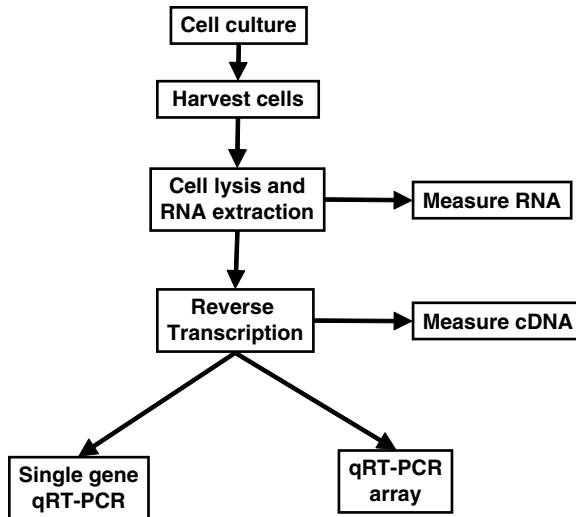 Cell culture
Harvest cells
Cell lysis and
RNA extraction
Measure RNA
Reverse
Transcription
Measure cDNA
Single gene
qRT-PCR
qRT-PCR
array